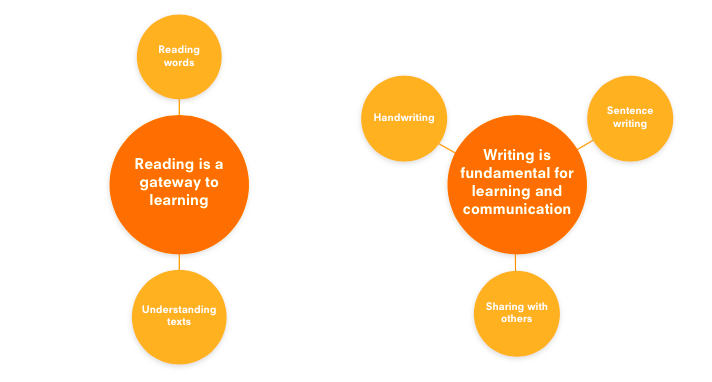 Reading
words
Reading is a
gateway to
learning
Understanding
texts
Handwriting
Sentence
writing
Writing is
fundamental for
learning and
communication
Sharing with
others